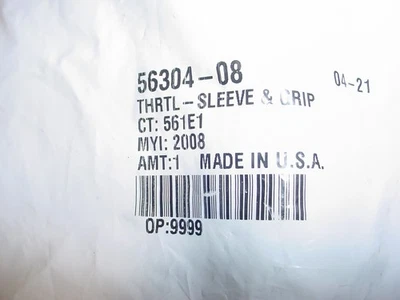 56304-08 04-21
THRTL-SLEEVE & GRIP
CT: 561E1
MYI: 2008
AMT:1 MADE IN U.S.A.
OP:9999